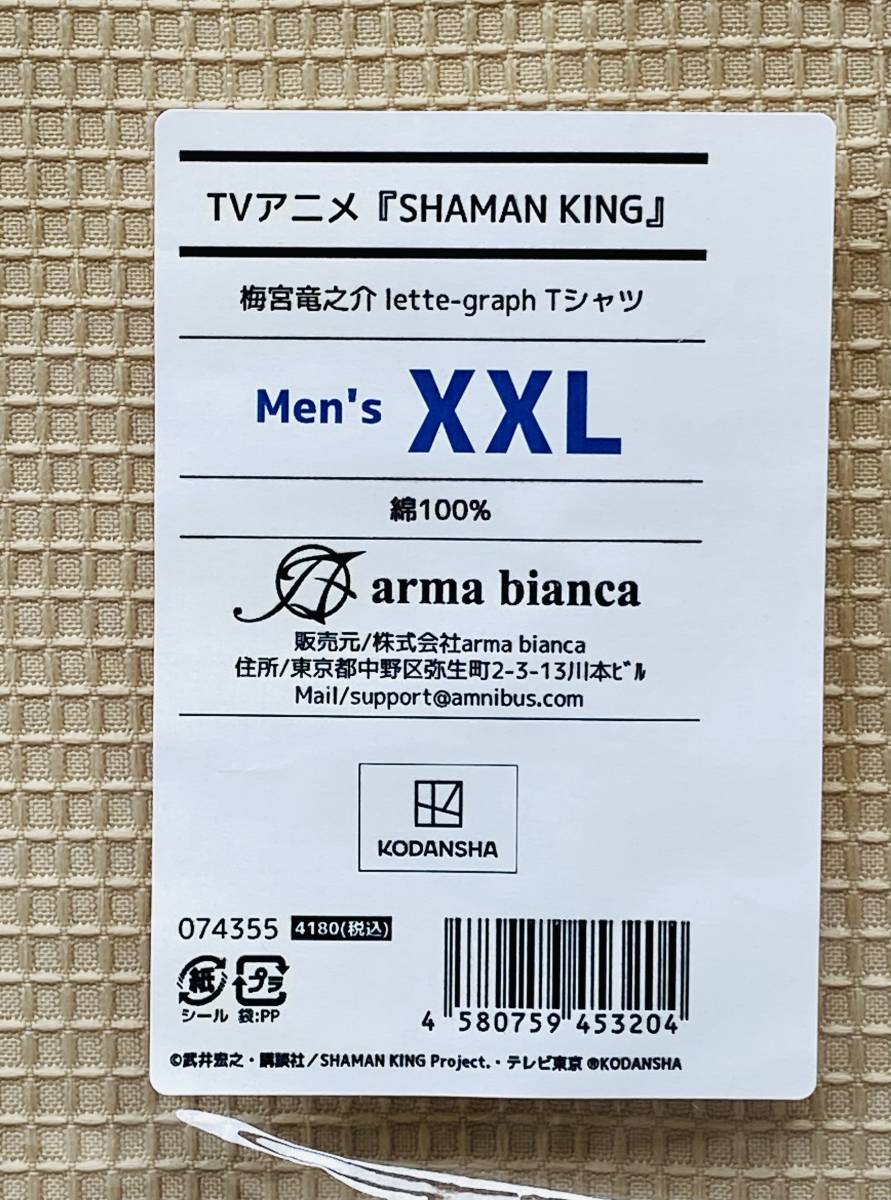 TVアニメ『SHAMAN KING』
梅宮竜之介 lette-graph Tシャツ
Men's XXL
綿100%
arma bianca
販売元/株式会社arma bianca
住所/東京都中野区弥生町2-3-13川本ﾋﾞﾙ
Mail/support@amnibus.com
KODANSHA
074355 4180(税込)
紙 プラ
シール 袋:PP
4 580759 453204
©武井宏之・講談社/SHAMAN KING Project.・テレビ東京 ®KODANSHA